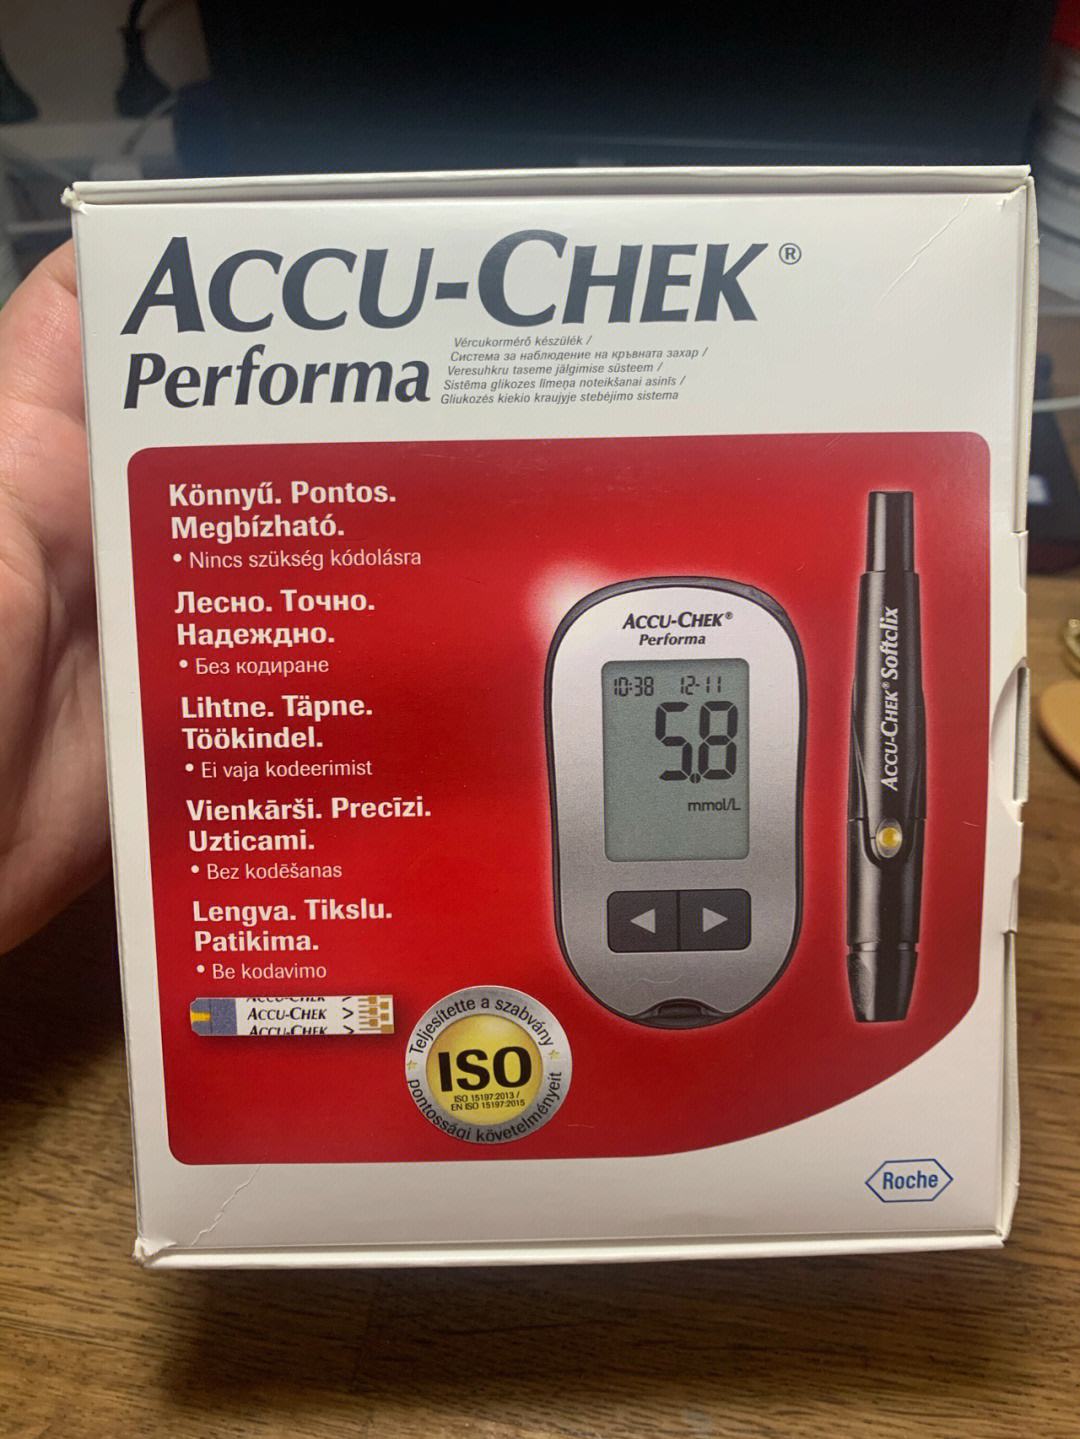 ACCU-CHEK®
Performa
Vércukormérő készülék /
Система за наблюдение на кръвната захар /
Veresuhkru taseme jälgimise süsteem /
Sistēma glikozes līmeņa noteikšanai asinīs /
Gliukozės kiekio kraujyje stebėjimo sistema
Könnyű. Pontos.
Megbízható.
• Nincs szükség kódolásra
Лесно. Точно.
Надеждно.
• Без кодиране
Lihtne. Täpne.
Töökindel.
• Ei vaja kodeerimist
Vienkārši. Precīzi.
Uzticami.
• Bez kodēšanas
Lengva. Tikslu.
Patikima.
• Be kodavimo
ACCU-CHEK >
ACCU-CHEK >
ACCU-CHEK >
Teljesítette a szabvány
ISO
ISO 15197:2013 /
EN ISO 15197:2015
pontossági követelményeit
ACCU-CHEK®
Performa
10:38 12-11
5.8
mmol/L
ACCU-CHEK® Softclix
Roche